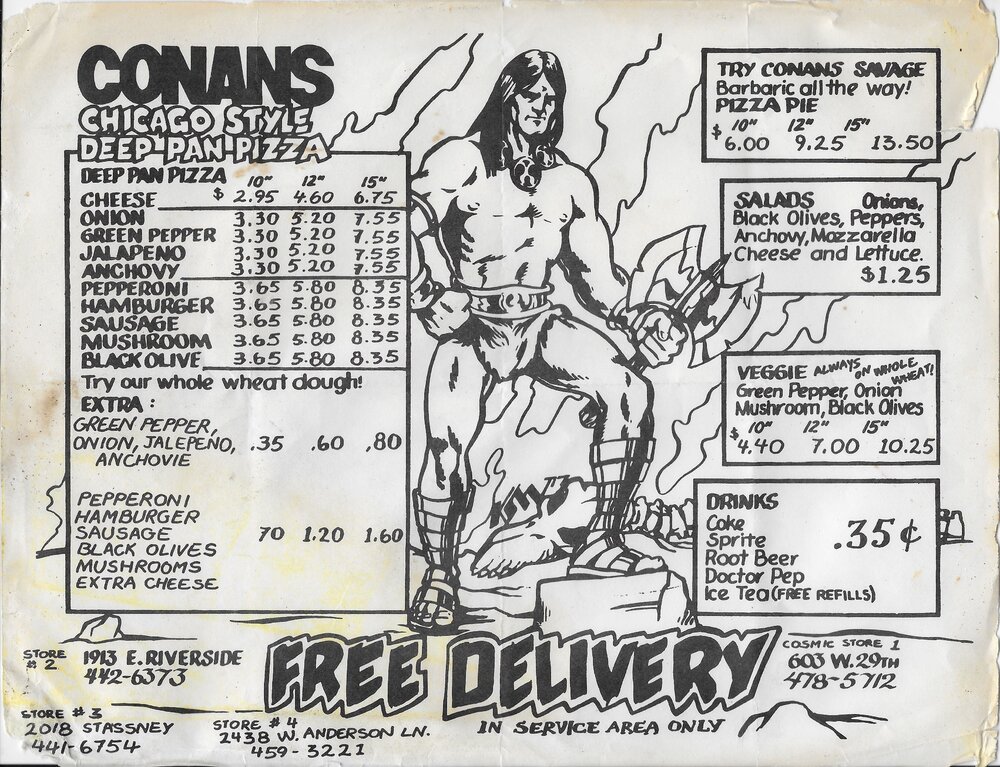 CONANS
CHICAGO STYLE
DEEP PAN PIZZA
DEEP PAN PIZZA 10" 12" 15"
CHEESE $ 2.95 4.60 6.75
ONION 3.30 5.20 7.55
GREEN PEPPER 3.30 5.20 7.55
JALAPENO 3.30 5.20 7.55
ANCHOVY 3.30 5.20 7.55
PEPPERONI 3.65 5.80 8.35
HAMBURGER 3.65 5.80 8.35
SAUSAGE 3.65 5.80 8.35
MUSHROOM 3.65 5.80 8.35
BLACK OLIVE 3.65 5.80 8.35
Try our whole wheat dough!
EXTRA :
GREEN PEPPER,
ONION, JALEPEÑO, .35 .60 .80
ANCHOVIE
PEPPERONI
HAMBURGER
SAUSAGE 70 1.20 1.60
BLACK OLIVES
MUSHROOMS
EXTRA CHEESE
TRY CONANS SAVAGE
Barbaric all the way!
PIZZA PIE
10" 12" 15"
$6.00 9.25 13.50
SALADS Onions,
Black Olives, Peppers,
Anchovy, Mozzarella
Cheese and Lettuce.
$1.25
VEGGIE ALWAYS ON WHOLE WHEAT!
Green Pepper, Onion
Mushroom, Black Olives
10" 12" 15"
$4.40 7.00 10.25
DRINKS
Coke
Sprite .35¢
Root Beer
Doctor Pep
Ice Tea (FREE REFILLS)
FREE DELIVERY
IN SERVICE AREA ONLY
STORE # 2 1913 E. RIVERSIDE
442-6373
STORE # 3
2018 STASSNEY
441-6754
STORE # 4
2438 W. ANDERSON LN.
459-3221
COSMIC STORE 1
603 W. 29TH
478-5712